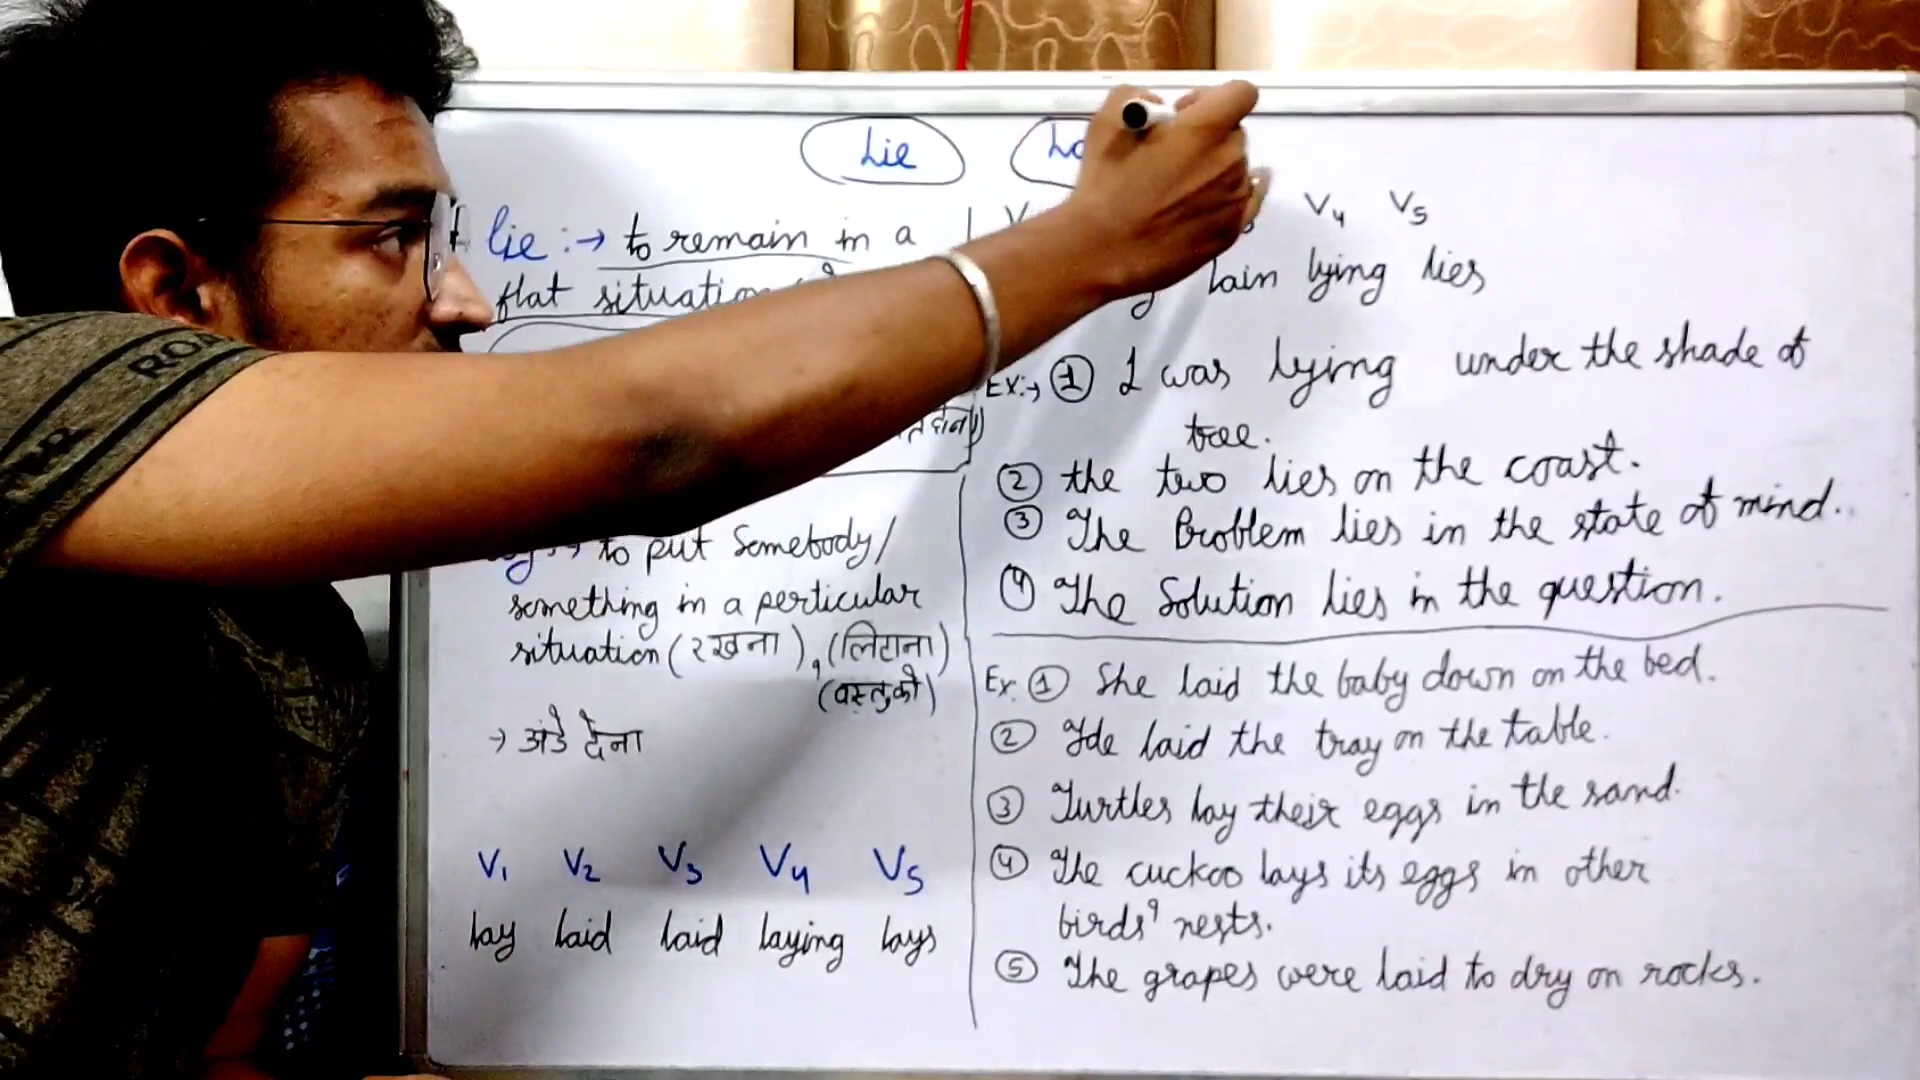 Lie
lie :→ to remain in a
flat situation
V4 V5
lain lying lies
Ex:→ ① I was lying under the shade of
tree.
② the two lies on the coast.
③ The Problem lies in the state of mind..
④ The Solution lies in the question.
to put Somebody/
something in a perticular
situation (रखना), (लिटाना)
(वस्तु को)
→ अंडे देना
V1 V2 V3 V4 V5
lay laid laid laying lays
Ex. ① She laid the baby down on the bed.
② He laid the tray on the table.
③ Turtles lay their eggs in the sand.
④ The cuckoo lays its eggs in other
birds' nests.
⑤ The grapes were laid to dry on rocks.